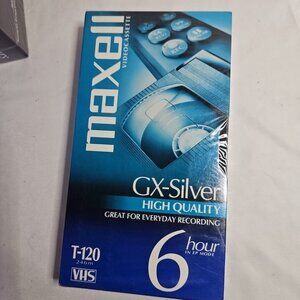 maxell
VIDEOCASSETTE
GX-Silver
HIGH QUALITY
GREAT FOR EVERYDAY RECORDING
T-120
246m
VHS
6 hour
IN EP MODE